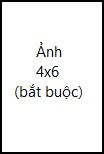 Ảnh
4x6
(bắt buộc)